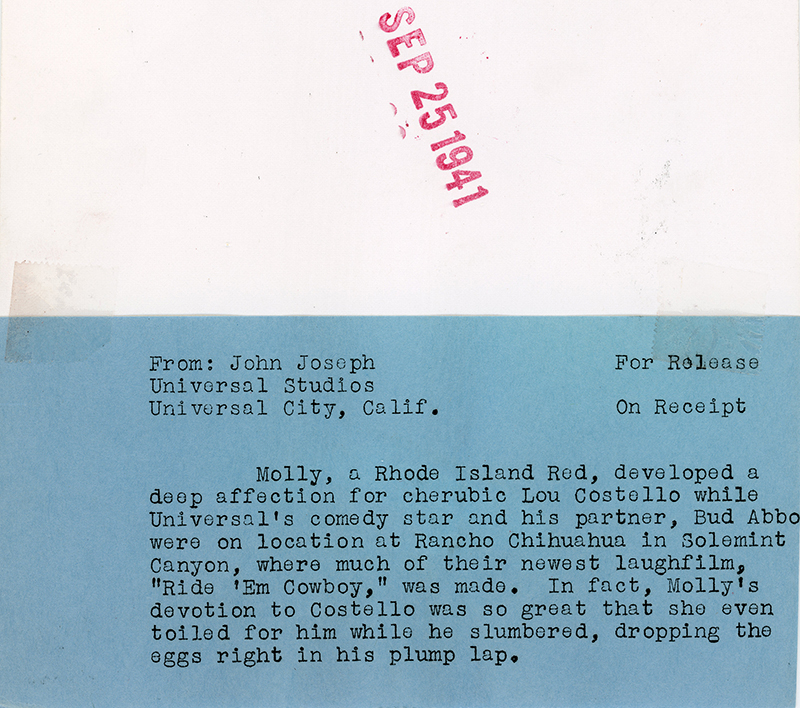 SEP 25 1941
From: John Joseph
For Release
Universal Studios
Universal City, Calif.
On Receipt
Molly, a Rhode Island Red, developed a
deep affection for cherubic Lou Costello while
Universal's comedy star and his partner, Bud Abbo
were on location at Rancho Chihuahua in Solemint
Canyon, where much of their newest laughfilm,
"Ride 'Em Cowboy," was made. In fact, Molly's
devotion to Costello was so great that she even
toiled for him while he slumbered, dropping the
eggs right in his plump lap.